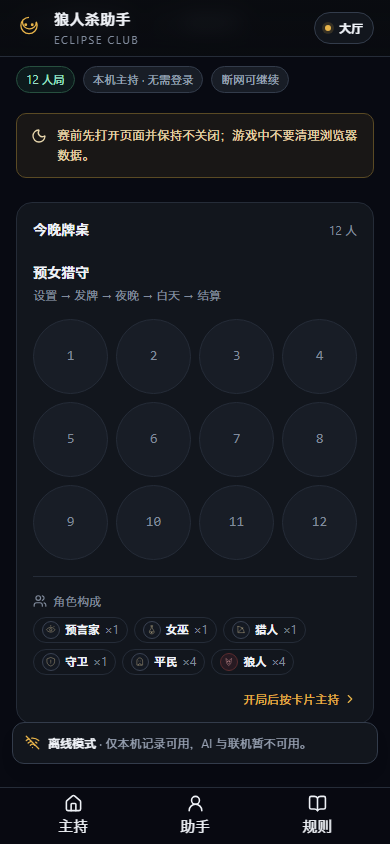 狼人杀助手
ECLIPSE CLUB
大厅
12 人局
本机主持 · 无需登录
断网可继续
赛前先打开页面并保持不关闭；游戏中不要清理浏览器
数据。
今晚牌桌
12 人
预女猎守
设置 → 发牌 → 夜晚 → 白天 → 结算
1 2 3 4
5 6 7 8
9 10 11 12
角色构成
预言家 ×1 女巫 ×1 猎人 ×1
守卫 ×1 平民 ×4 狼人 ×4
开局后按卡片主持
离线模式 · 仅本机记录可用，AI 与联机暂不可用。
主持 助手 规则